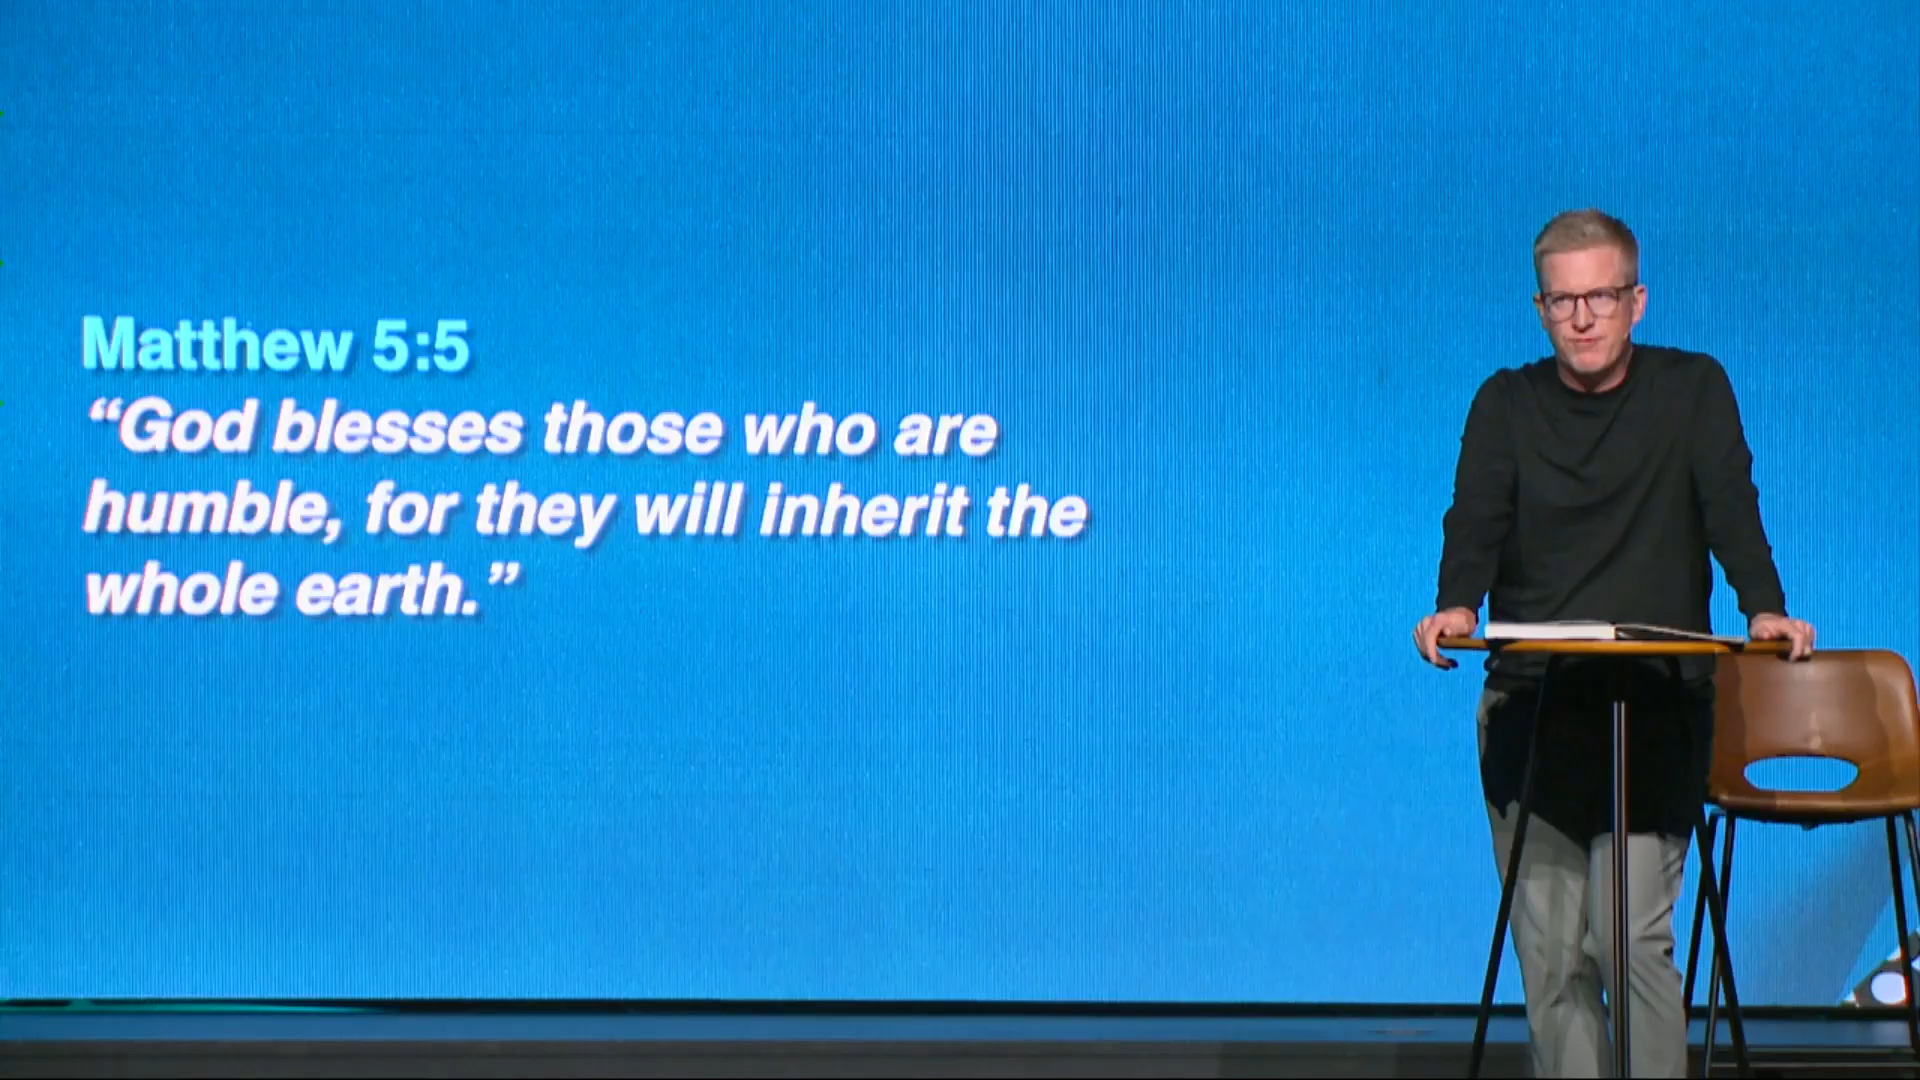 Matthew 5:5
“God blesses those who are
humble, for they will inherit the
whole earth.”